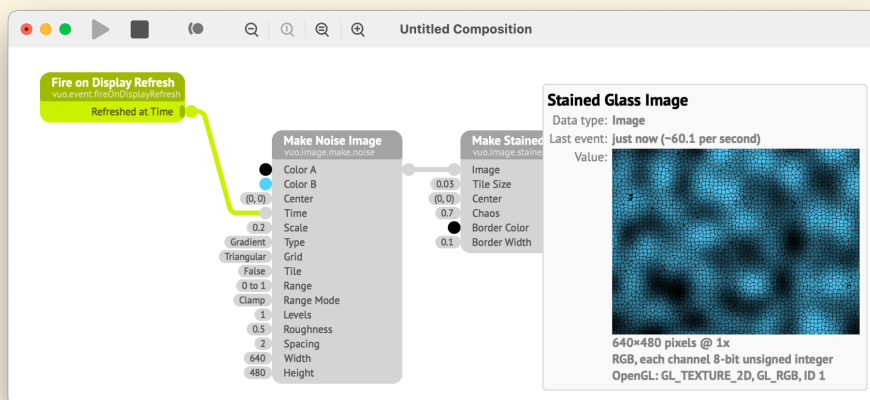 Untitled Composition
Fire on Display Refresh
vuo.event.fireOnDisplayRefresh
Refreshed at Time
Make Noise Image
vuo.image.make.noise
Color A
Color B
(0, 0) Center
Time
0.2 Scale
Gradient Type
Triangular Grid
False Tile
0 to 1 Range
Clamp Range Mode
1 Levels
0.5 Roughness
2 Spacing
640 Width
480 Height
Make Stained
vuo.image.staine
Image
0.03 Tile Size
(0, 0) Center
0.7 Chaos
Border Color
0.1 Border Width
Stained Glass Image
Data type: Image
Last event: just now (~60.1 per second)
Value:
640×480 pixels @ 1x
RGB, each channel 8-bit unsigned integer
OpenGL: GL_TEXTURE_2D, GL_RGB, ID 1